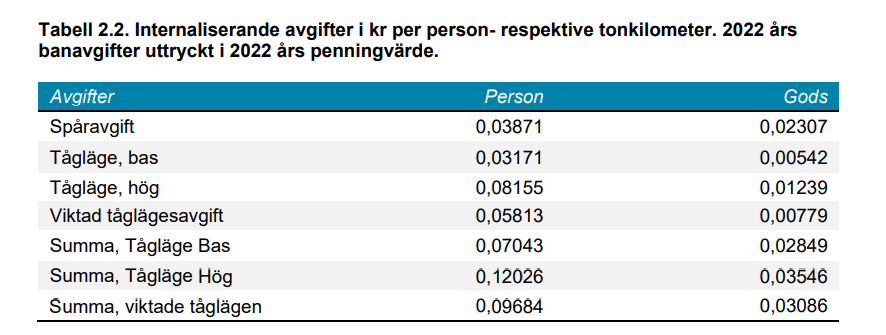 Tabell 2.2. Internaliserande avgifter i kr per person- respektive tonkilometer. 2022 års
banavgifter uttryckt i 2022 års penningvärde.
Avgifter Person Gods
Spåravgift 0,03871 0,02307
Tågläge, bas 0,03171 0,00542
Tågläge, hög 0,08155 0,01239
Viktad tåglägesavgift 0,05813 0,00779
Summa, Tågläge Bas 0,07043 0,02849
Summa, Tågläge Hög 0,12026 0,03546
Summa, viktade tåglägen 0,09684 0,03086